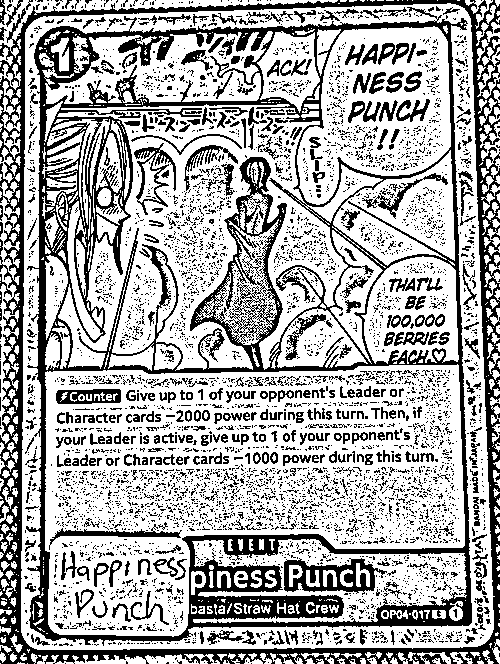 1
ACK!
HAPPI-
NESS
PUNCH
!!
SLIP...
THAT'LL
BE
100,000
BERRIES
EACH♡
Counter Give up to 1 of your opponent's Leader or
Character cards −2000 power during this turn. Then, if
your Leader is active, give up to 1 of your opponent's
Leader or Character cards −1000 power during this turn.
EVENT
Happiness
Punch
piness Punch
basta/Straw Hat Crew
OP04-017
1